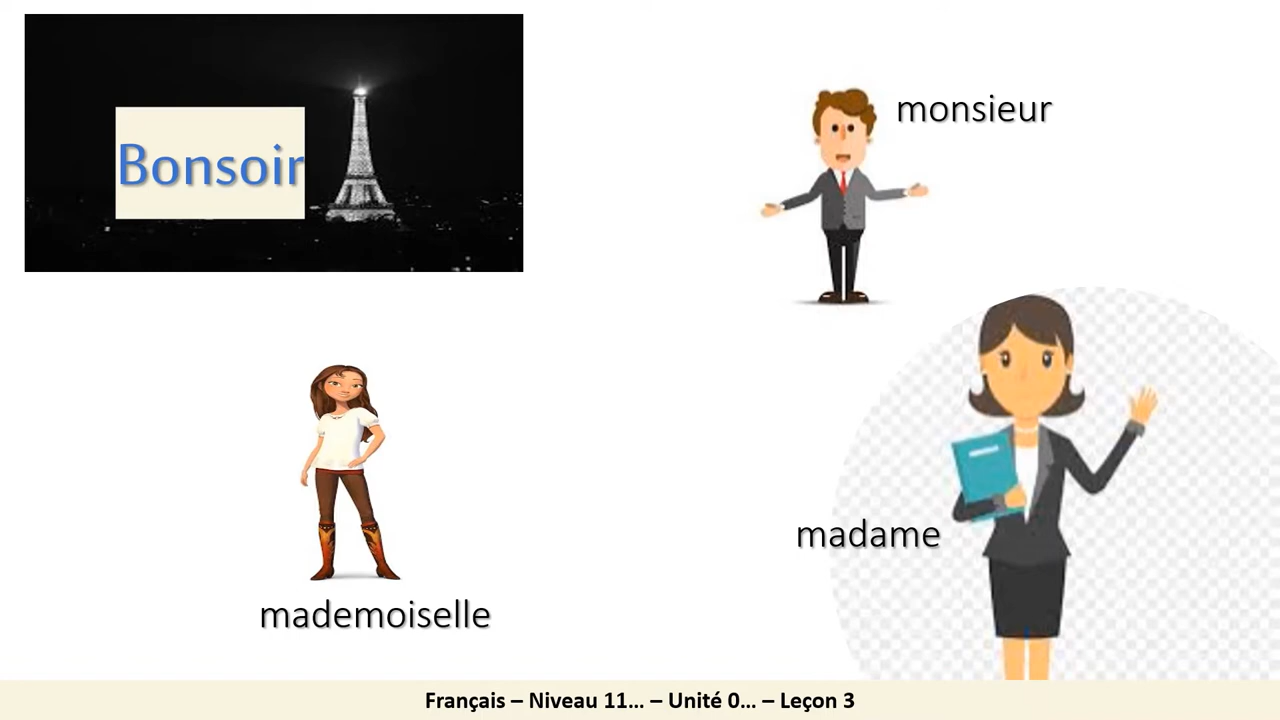 Bonsoir
monsieur
madame
mademoiselle
Français – Niveau 11... – Unité 0... – Leçon 3